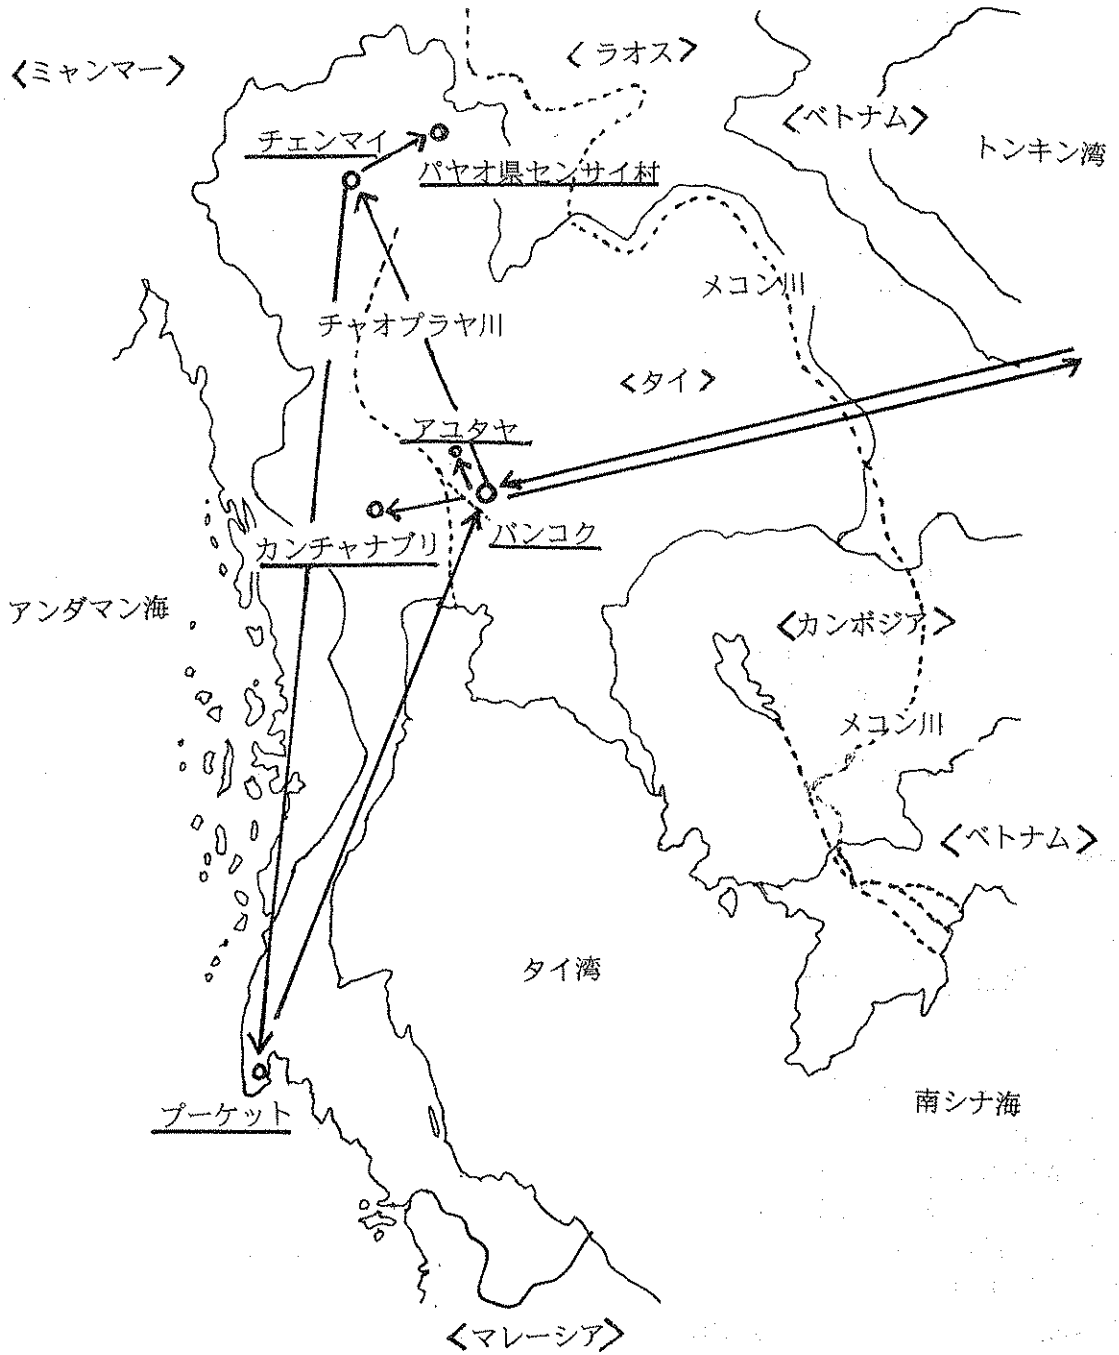 〈ラオス〉
〈ミャンマー〉
〈ベトナム〉
チェンマイ
トンキン湾
パヤオ県センサイ村
メコン川
チャオプラヤ川
〈タイ〉
アユタヤ
バンコク
カンチャナブリ
アンダマン海
〈カンボジア〉
メコン川
〈ベトナム〉
タイ湾
南シナ海
プーケット
〈マレーシア〉